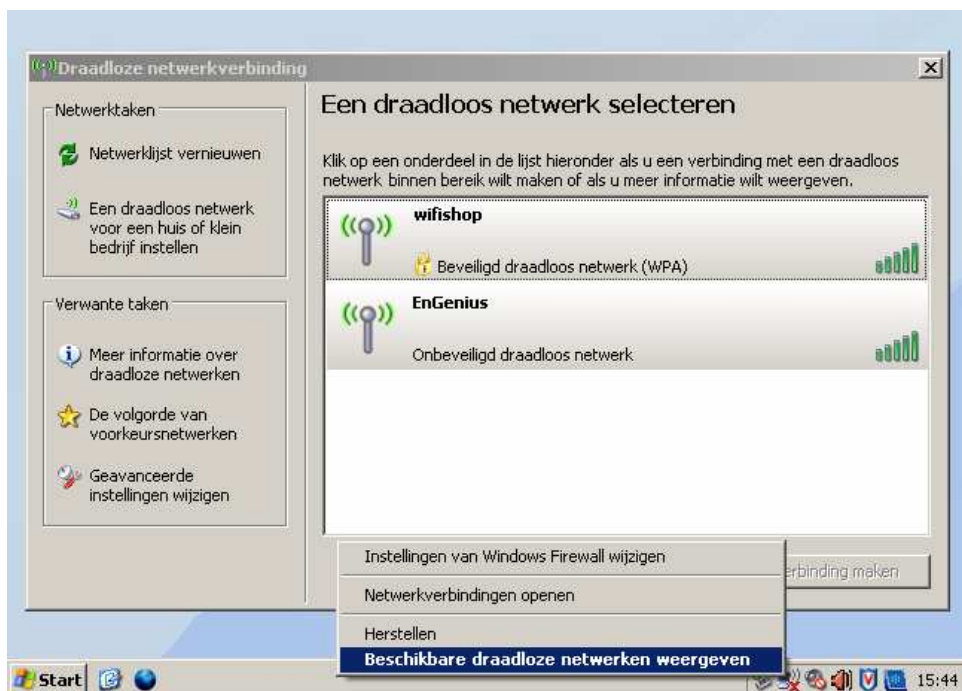 Draadloze netwerkverbinding
Netwerktaken
Netwerklijst vernieuwen
Een draadloos netwerk
voor een huis of klein
bedrijf instellen
Verwante taken
Meer informatie over
draadloze netwerken
De volgorde van
voorkeursnetwerken
Geavanceerde
instellingen wijzigen
Een draadloos netwerk selecteren
Klik op een onderdeel in de lijst hieronder als u een verbinding met een draadloos
netwerk binnen bereik wilt maken of als u meer informatie wilt weergeven.
wifishop
Beveiligd draadloos netwerk (WPA)
EnGenius
Onbeveiligd draadloos netwerk
erbinding maken
Instellingen van Windows Firewall wijzigen
Netwerkverbindingen openen
Herstellen
Beschikbare draadloze netwerken weergeven
Start
15:44